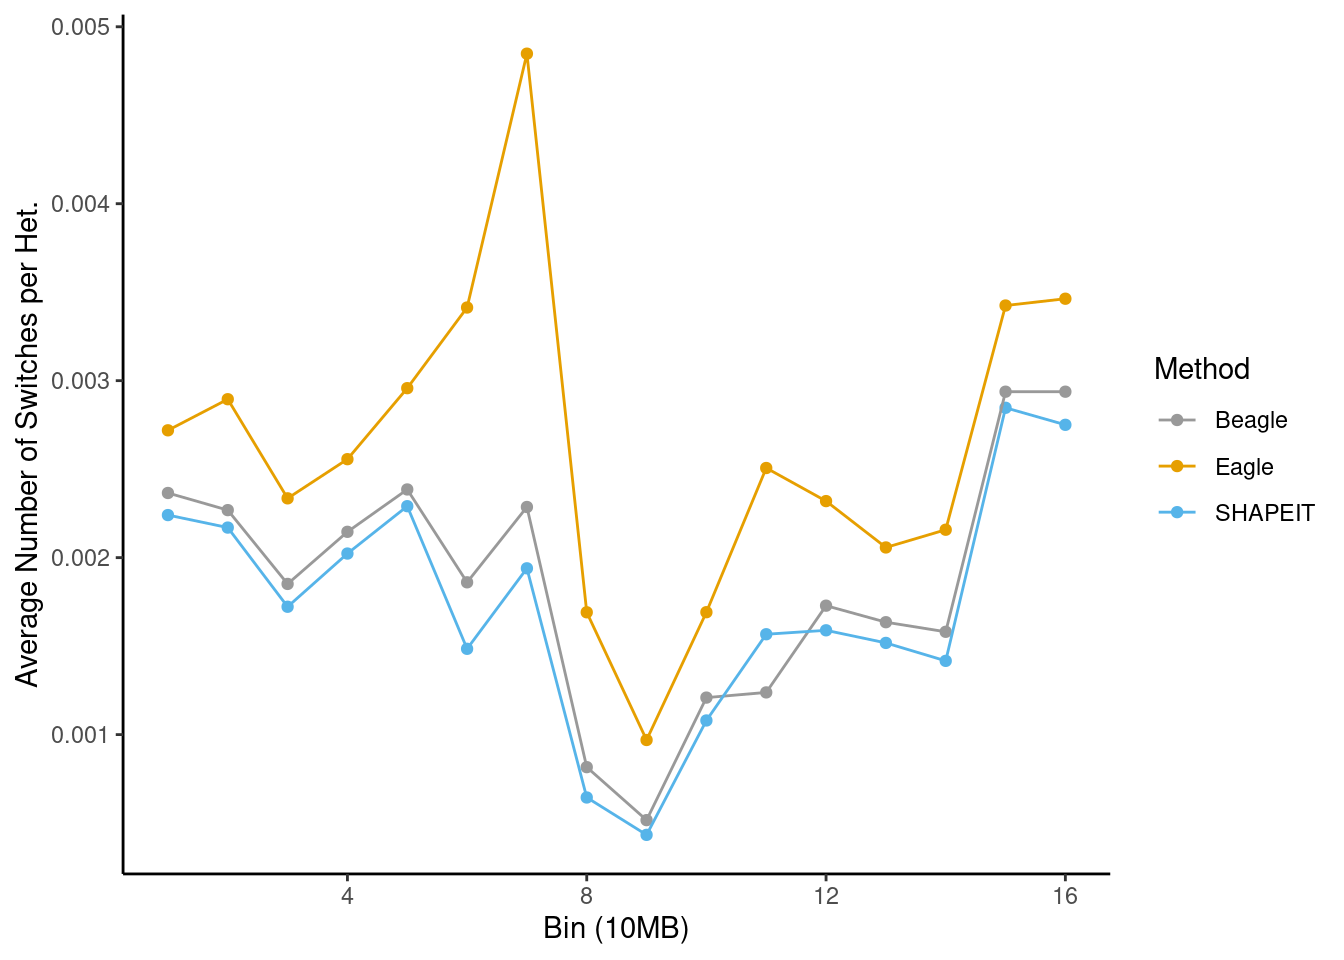 Average Number of Switches per Het.
0.005
0.004
0.003
0.002
0.001
4 8 12 16
Bin (10MB)
Method
Beagle
Eagle
SHAPEIT